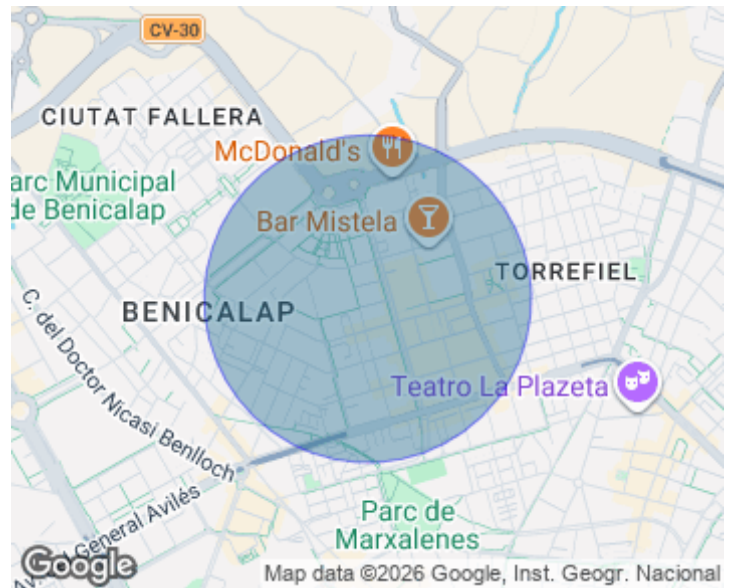 CV-30
CIUTAT FALLERA
McDonald's
arc Municipal
de Benicalap
Bar Mistela
TORREFIEL
BENICALAP
C. del Doctor Nicasi Benlloch
Teatro La Plazeta
Parc de
Marxalenes
General Avilés
Google
Map data ©2026 Google, Inst. Geogr. Nacional